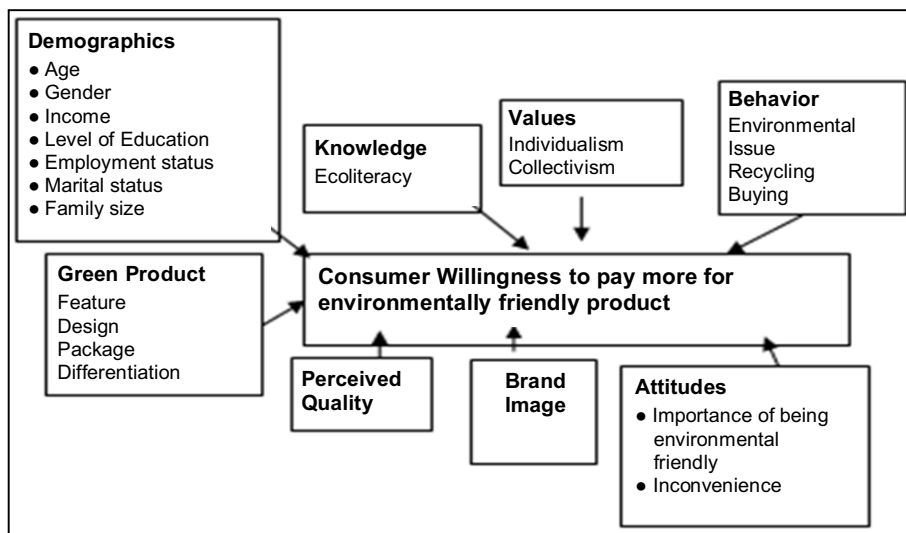 Demographics
● Age
● Gender
● Income
● Level of Education
● Employment status
● Marital status
● Family size
Knowledge
Ecoliteracy
Values
Individualism
Collectivism
Behavior
Environmental
Issue
Recycling
Buying
Green Product
Feature
Design
Package
Differentiation
Consumer Willingness to pay more for
environmentally friendly product
Perceived
Quality
Brand
Image
Attitudes
● Importance of being
environmental
friendly
● Inconvenience